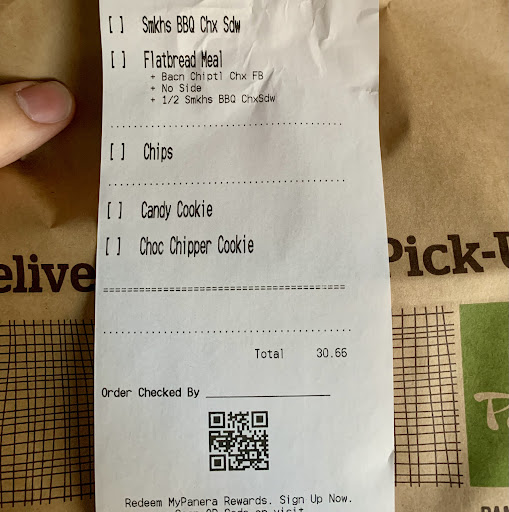 [ ] Smkhs BBQ Chx Sdw
[ ] Flatbread Meal
+ Bacn Chiptl Chx FB
+ No Side
+ 1/2 Smkhs BBQ ChxSdw
[ ] Chips
[ ] Candy Cookie
[ ] Choc Chipper Cookie
elive
Pick-U
Total 30.66
Order Checked By
Redeem MyPanera Rewards. Sign Up Now.